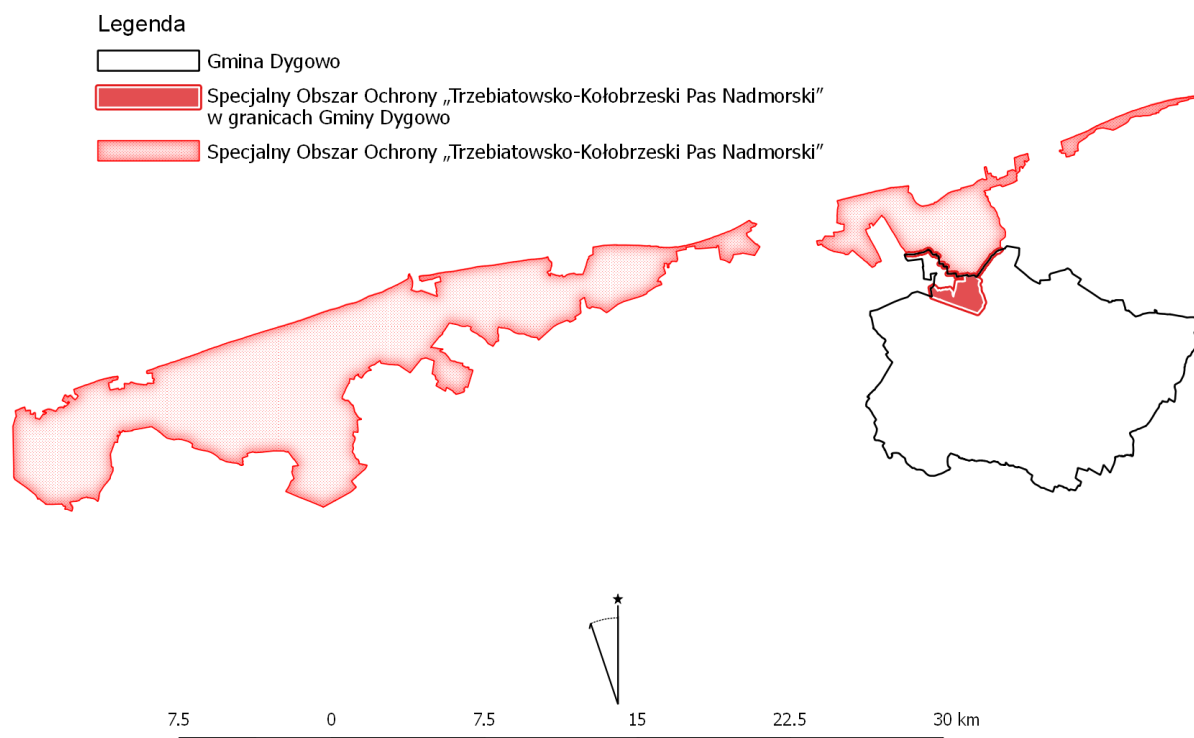 Legenda
Gmina Dygowo
Specjalny Obszar Ochrony „Trzebiatowsko-Kołobrzeski Pas Nadmorski”
w granicach Gminy Dygowo
Specjalny Obszar Ochrony „Trzebiatowsko-Kołobrzeski Pas Nadmorski”
7.5 0 7.5 15 22.5 30 km